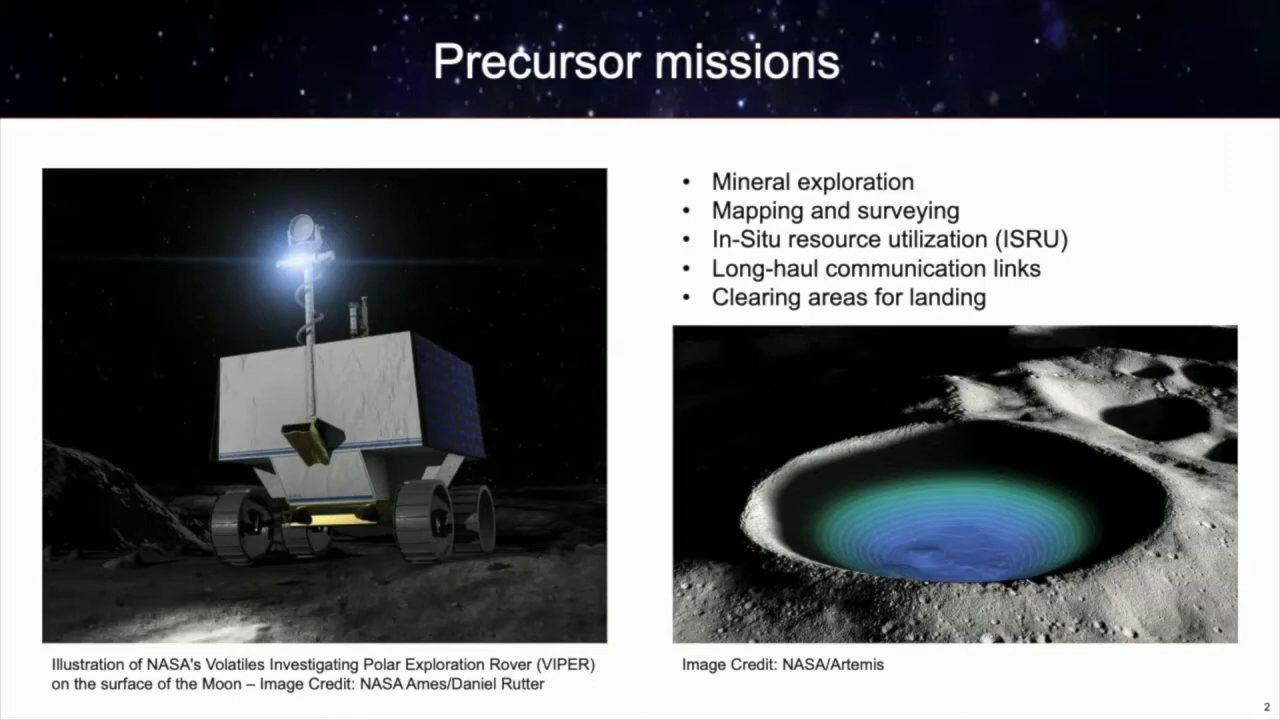 Precursor missions
• Mineral exploration
• Mapping and surveying
• In-Situ resource utilization (ISRU)
• Long-haul communication links
• Clearing areas for landing
Illustration of NASA's Volatiles Investigating Polar Exploration Rover (VIPER)
on the surface of the Moon – Image Credit: NASA Ames/Daniel Rutter
Image Credit: NASA/Artemis
2